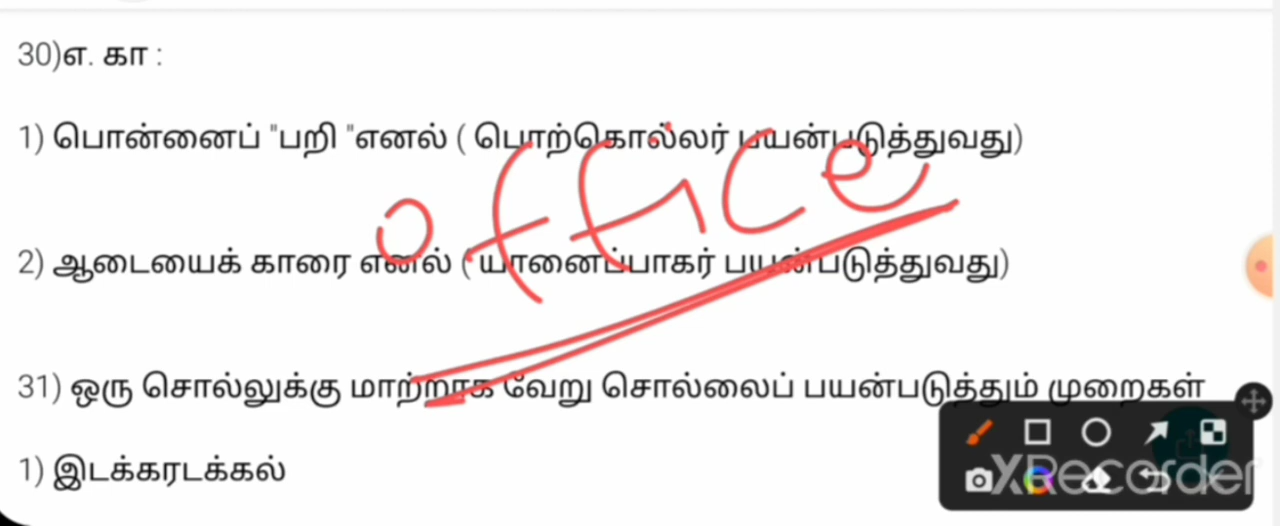 30)எ. கா :
1) பொன்னைப் "பறி "எனல் ( பொற்கொல்லர் பயன்படுத்துவது)
office
2) ஆடையைக் காரை எனல் ( யானைப்பாகர் பயன்படுத்துவது)
31) ஒரு சொல்லுக்கு மாற்றாக வேறு சொல்லைப் பயன்படுத்தும் முறைகள்
1) இடக்கரடக்கல்
XRecorder